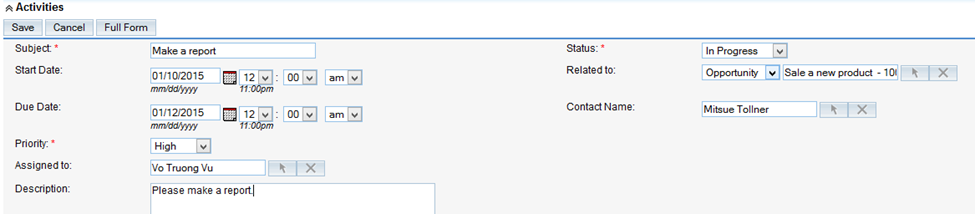 Activities
Save Cancel Full Form
Subject: * Make a report Status: * In Progress
Start Date: 01/10/2015 12 : 00 am Related to: Opportunity Sale a new product - 10
mm/dd/yyyy 11:00pm
Due Date: 01/12/2015 12 : 00 am Contact Name: Mitsue Tollner
mm/dd/yyyy 11:00pm
Priority: * High
Assigned to: Vo Truong Vu
Description: Please make a report.